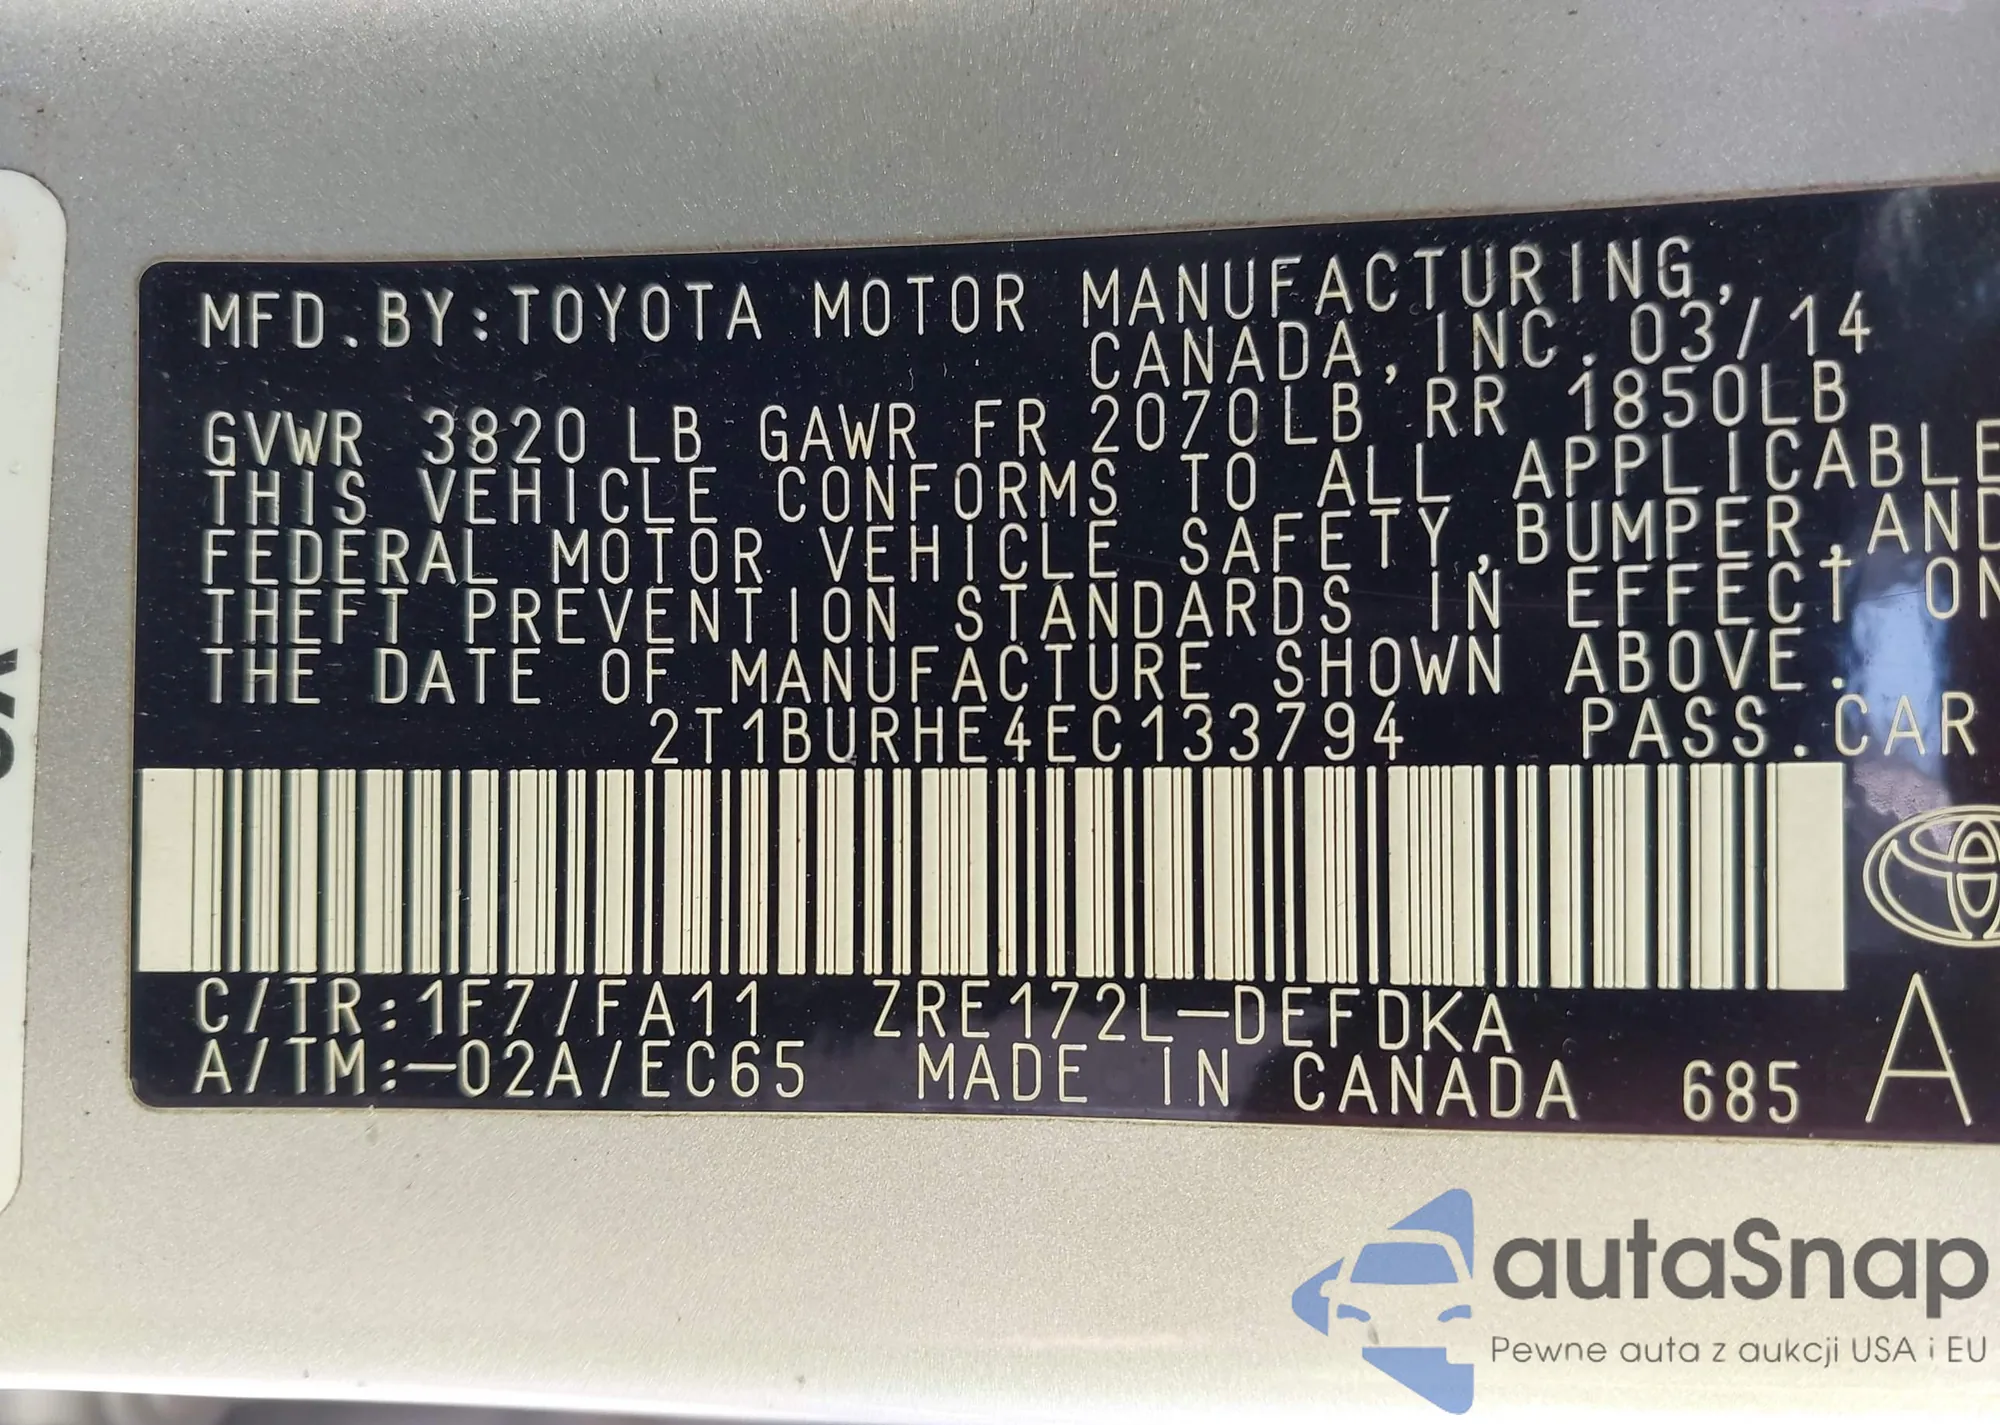 MFD.BY:TOYOTA MOTOR MANUFACTURING,
CANADA,INC.03/14
GVWR 3820 LB GAWR FR 2070LB RR 1850LB
THIS VEHICLE CONFORMS TO ALL APPLICABLE
FEDERAL MOTOR VEHICLE SAFETY,BUMPER,AND
THEFT PREVENTION STANDARDS IN EFFECT ON
THE DATE OF MANUFACTURE SHOWN ABOVE.
2T1BURHE4EC133794 PASS.CAR
C/TR:1F7/FA11 ZRE172L-DEFDKA
A/TM:-02A/EC65 MADE IN CANADA 685 A
autaSnap
Pewne auta z aukcji USA i EU